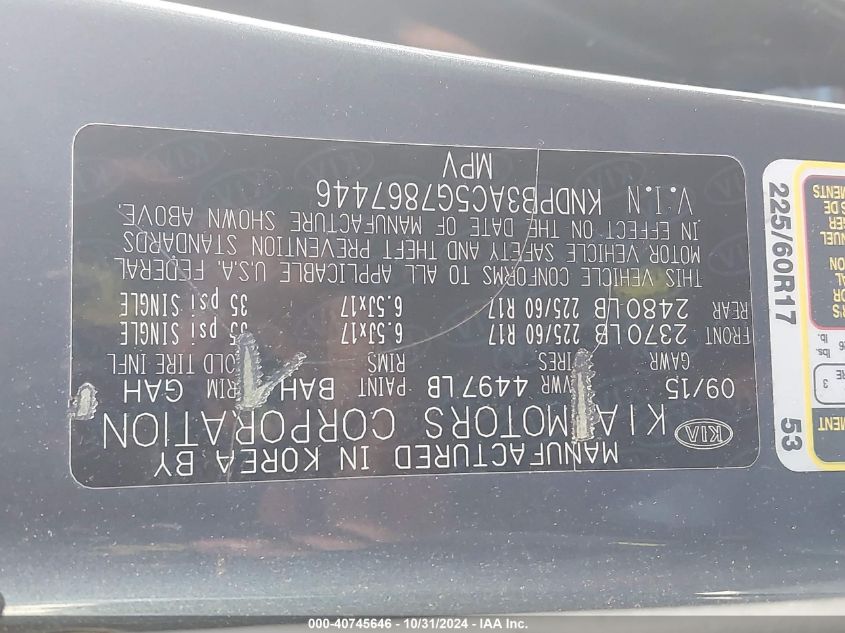 MANUFACTURED IN KOREA BY
KIA KIA MOTORS CORPORATION
09/15 GVWR 4497LB PAINT BAH TRIM GAH
GAWR TIRES RIMS COLD TIRE INFL
FRONT 2370LB 225/60 R17 6.5Jx17 35 psi SINGLE
REAR 2480LB 225/60 R17 6.5Jx17 35 psi SINGLE
THIS VEHICLE CONFORMS TO ALL APPLICABLE U.S.A. FEDERAL
MOTOR VEHICLE SAFETY AND THEFT PREVENTION STANDARDS
IN EFFECT ON THE DATE OF MANUFACTURE SHOWN ABOVE.
V.I.N KNDPB3AC5G7867446
MPV
225/60R17 53
000-40745646 / 10/31/2024 - IAA Inc.